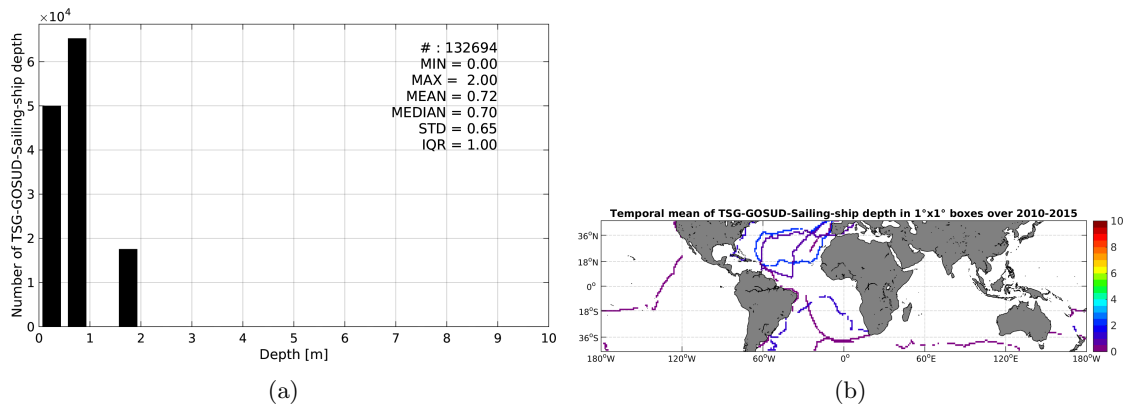 ×10⁴
Number of TSG-GOSUD-Sailing-ship depth
6
5
4
3
2
1
0
# : 132694
MIN = 0.00
MAX = 2.00
MEAN = 0.72
MEDIAN = 0.70
STD = 0.65
IQR = 1.00
0 1 2 3 4 5 6 7 8 9 10
Depth [m]
(a)
Temporal mean of TSG-GOSUD-Sailing-ship depth in 1°x1° boxes over 2010-2015
36°N
18°N
0°
18°S
36°S
180°W 120°W 60°W 0° 60°E 120°E 180°W
10
8
6
4
2
0
(b)